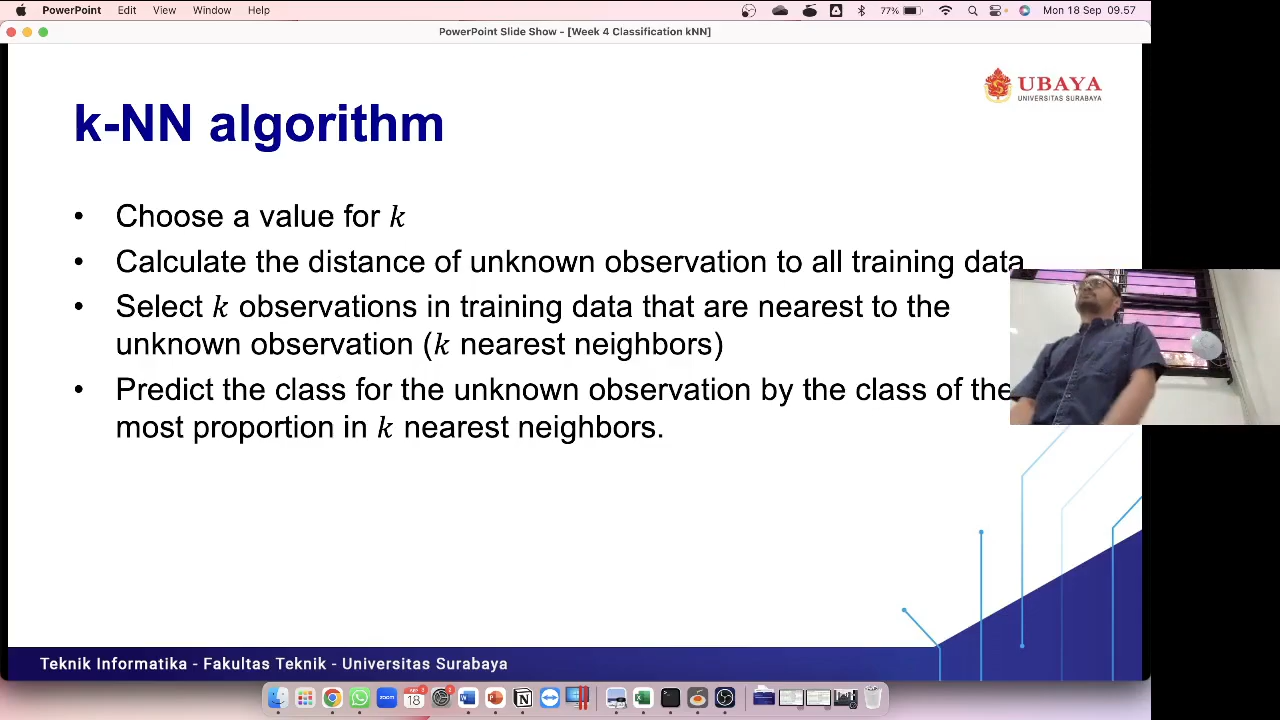 PowerPoint Edit View Window Help 77% Mon 18 Sep 09.57
PowerPoint Slide Show - [Week 4 Classification kNN]
UBAYA
UNIVERSITAS SURABAYA
k-NN algorithm
• Choose a value for k
• Calculate the distance of unknown observation to all training data
• Select k observations in training data that are nearest to the
unknown observation (k nearest neighbors)
• Predict the class for the unknown observation by the class of the
most proportion in k nearest neighbors.
Teknik Informatika - Fakultas Teknik - Universitas Surabaya
zoom
18